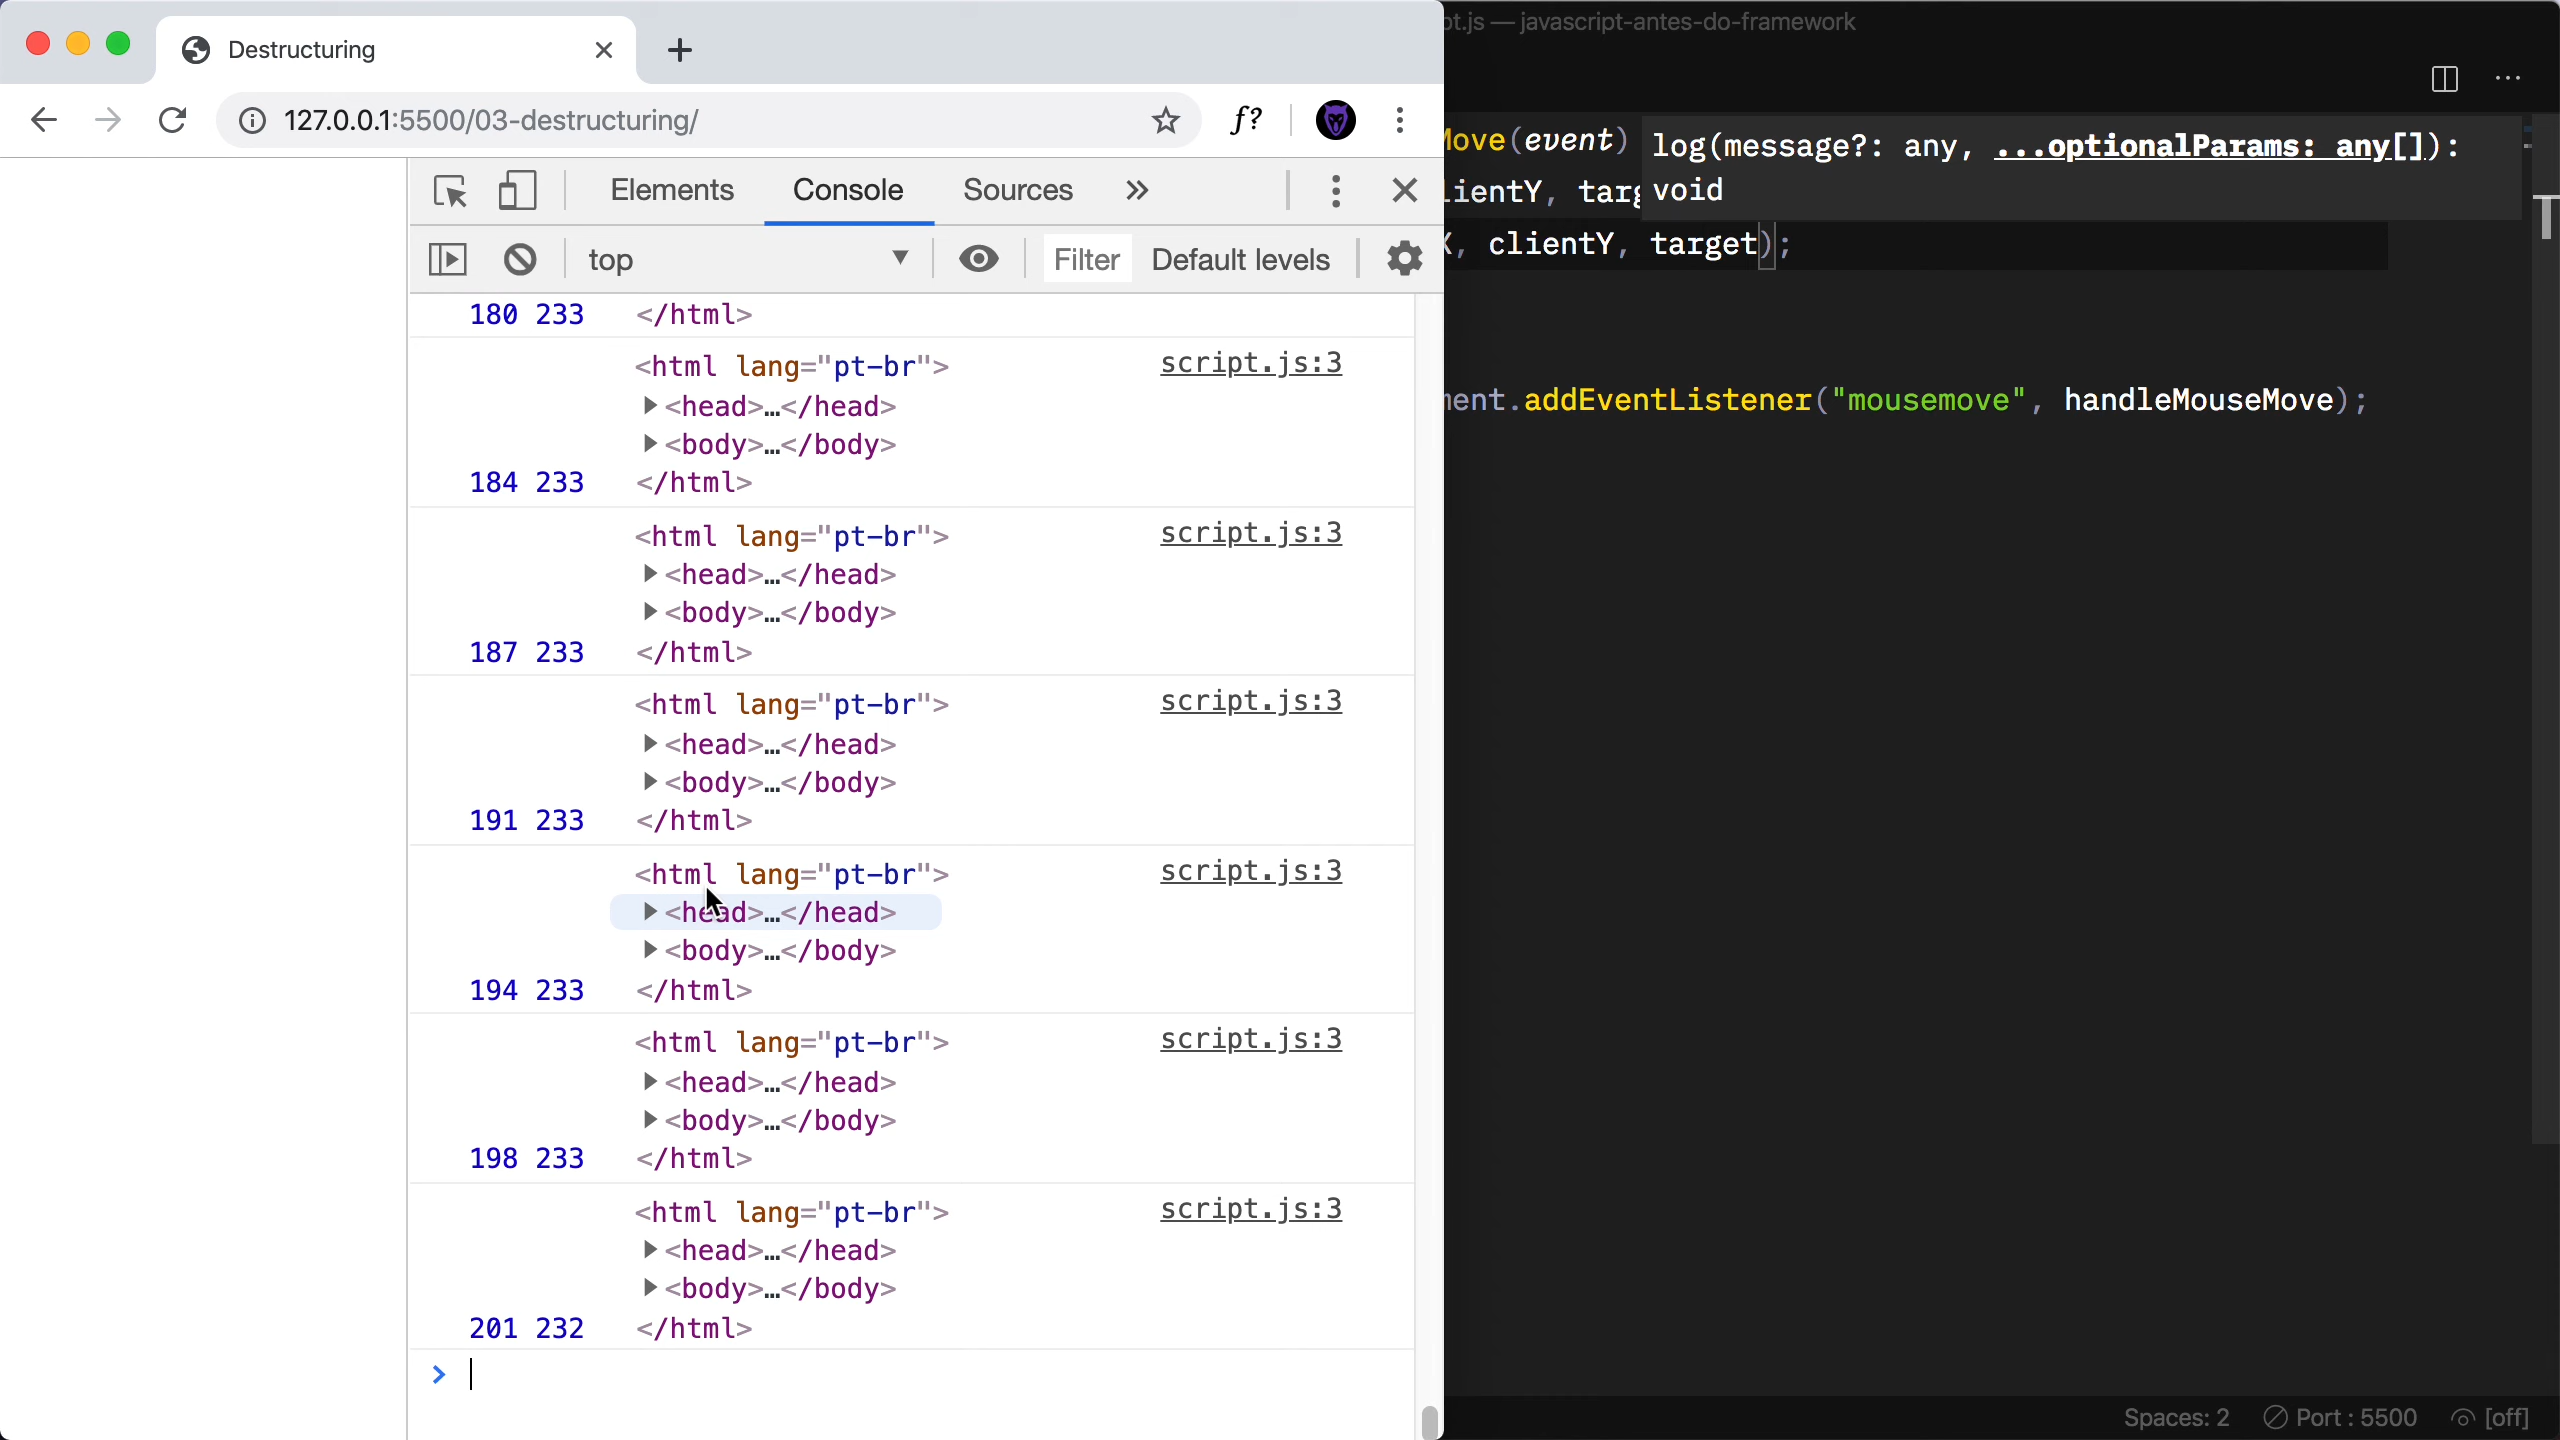 Destructuring
127.0.0.1:5500/03-destructuring/
f?
Elements Console Sources »
top Filter Default levels
180 233 </html>
<html lang="pt-br"> script.js:3
<head>…</head>
<body>…</body>
184 233 </html>
<html lang="pt-br"> script.js:3
<head>…</head>
<body>…</body>
187 233 </html>
<html lang="pt-br"> script.js:3
<head>…</head>
<body>…</body>
191 233 </html>
<html lang="pt-br"> script.js:3
<head>…</head>
<body>…</body>
194 233 </html>
<html lang="pt-br"> script.js:3
<head>…</head>
<body>…</body>
198 233 </html>
<html lang="pt-br"> script.js:3
<head>…</head>
<body>…</body>
201 232 </html>
>
pt.js — javascript-antes-do-framework
Move(event)
log(message?: any, ...optionalParams: any[]):
void
lientY, targ
X, clientY, target);
ment.addEventListener("mousemove", handleMouseMove);
Spaces: 2 Port : 5500 [off]